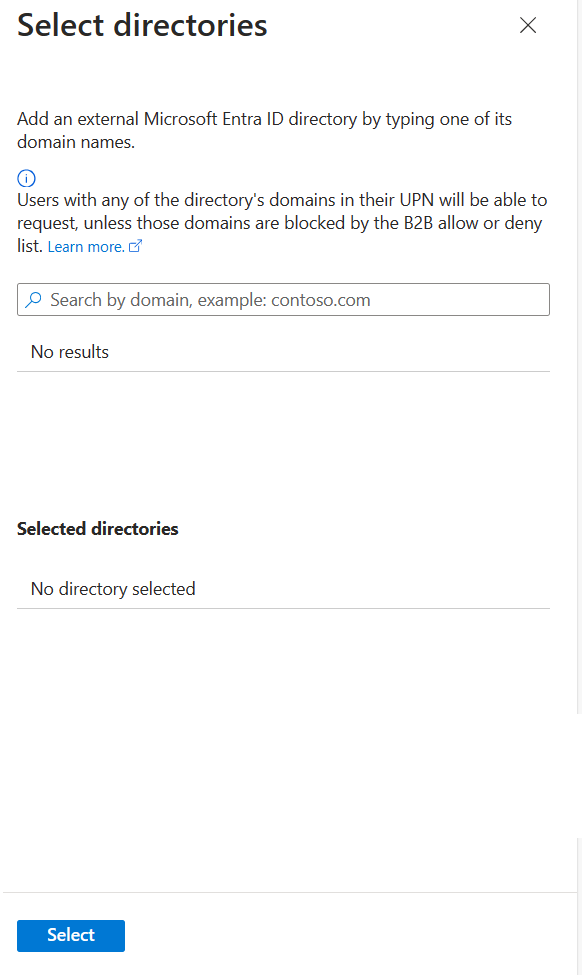 Select directories
Add an external Microsoft Entra ID directory by typing one of its
domain names.
Users with any of the directory's domains in their UPN will be able to
request, unless those domains are blocked by the B2B allow or deny
list. Learn more.
Search by domain, example: contoso.com
No results
Selected directories
No directory selected
Select